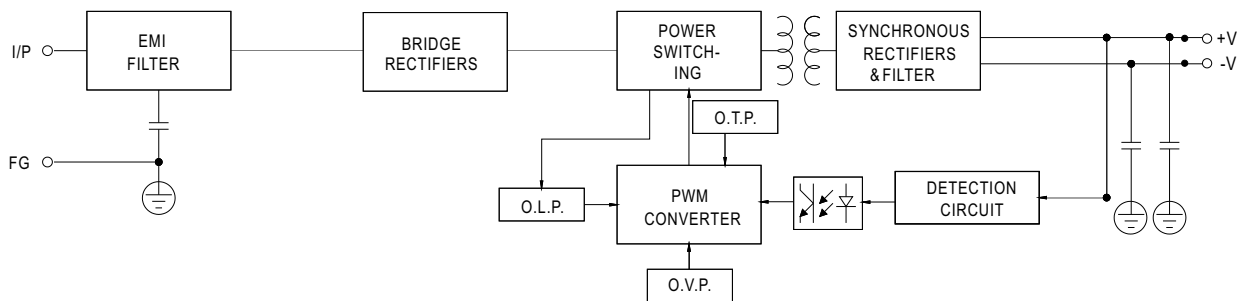 I/P
EMI
FILTER
BRIDGE
RECTIFIERS
POWER
SWITCH-
ING
SYNCHRONOUS
RECTIFIERS
& FILTER
+V
-V
O.T.P.
FG
O.L.P.
PWM
CONVERTER
DETECTION
CIRCUIT
O.V.P.